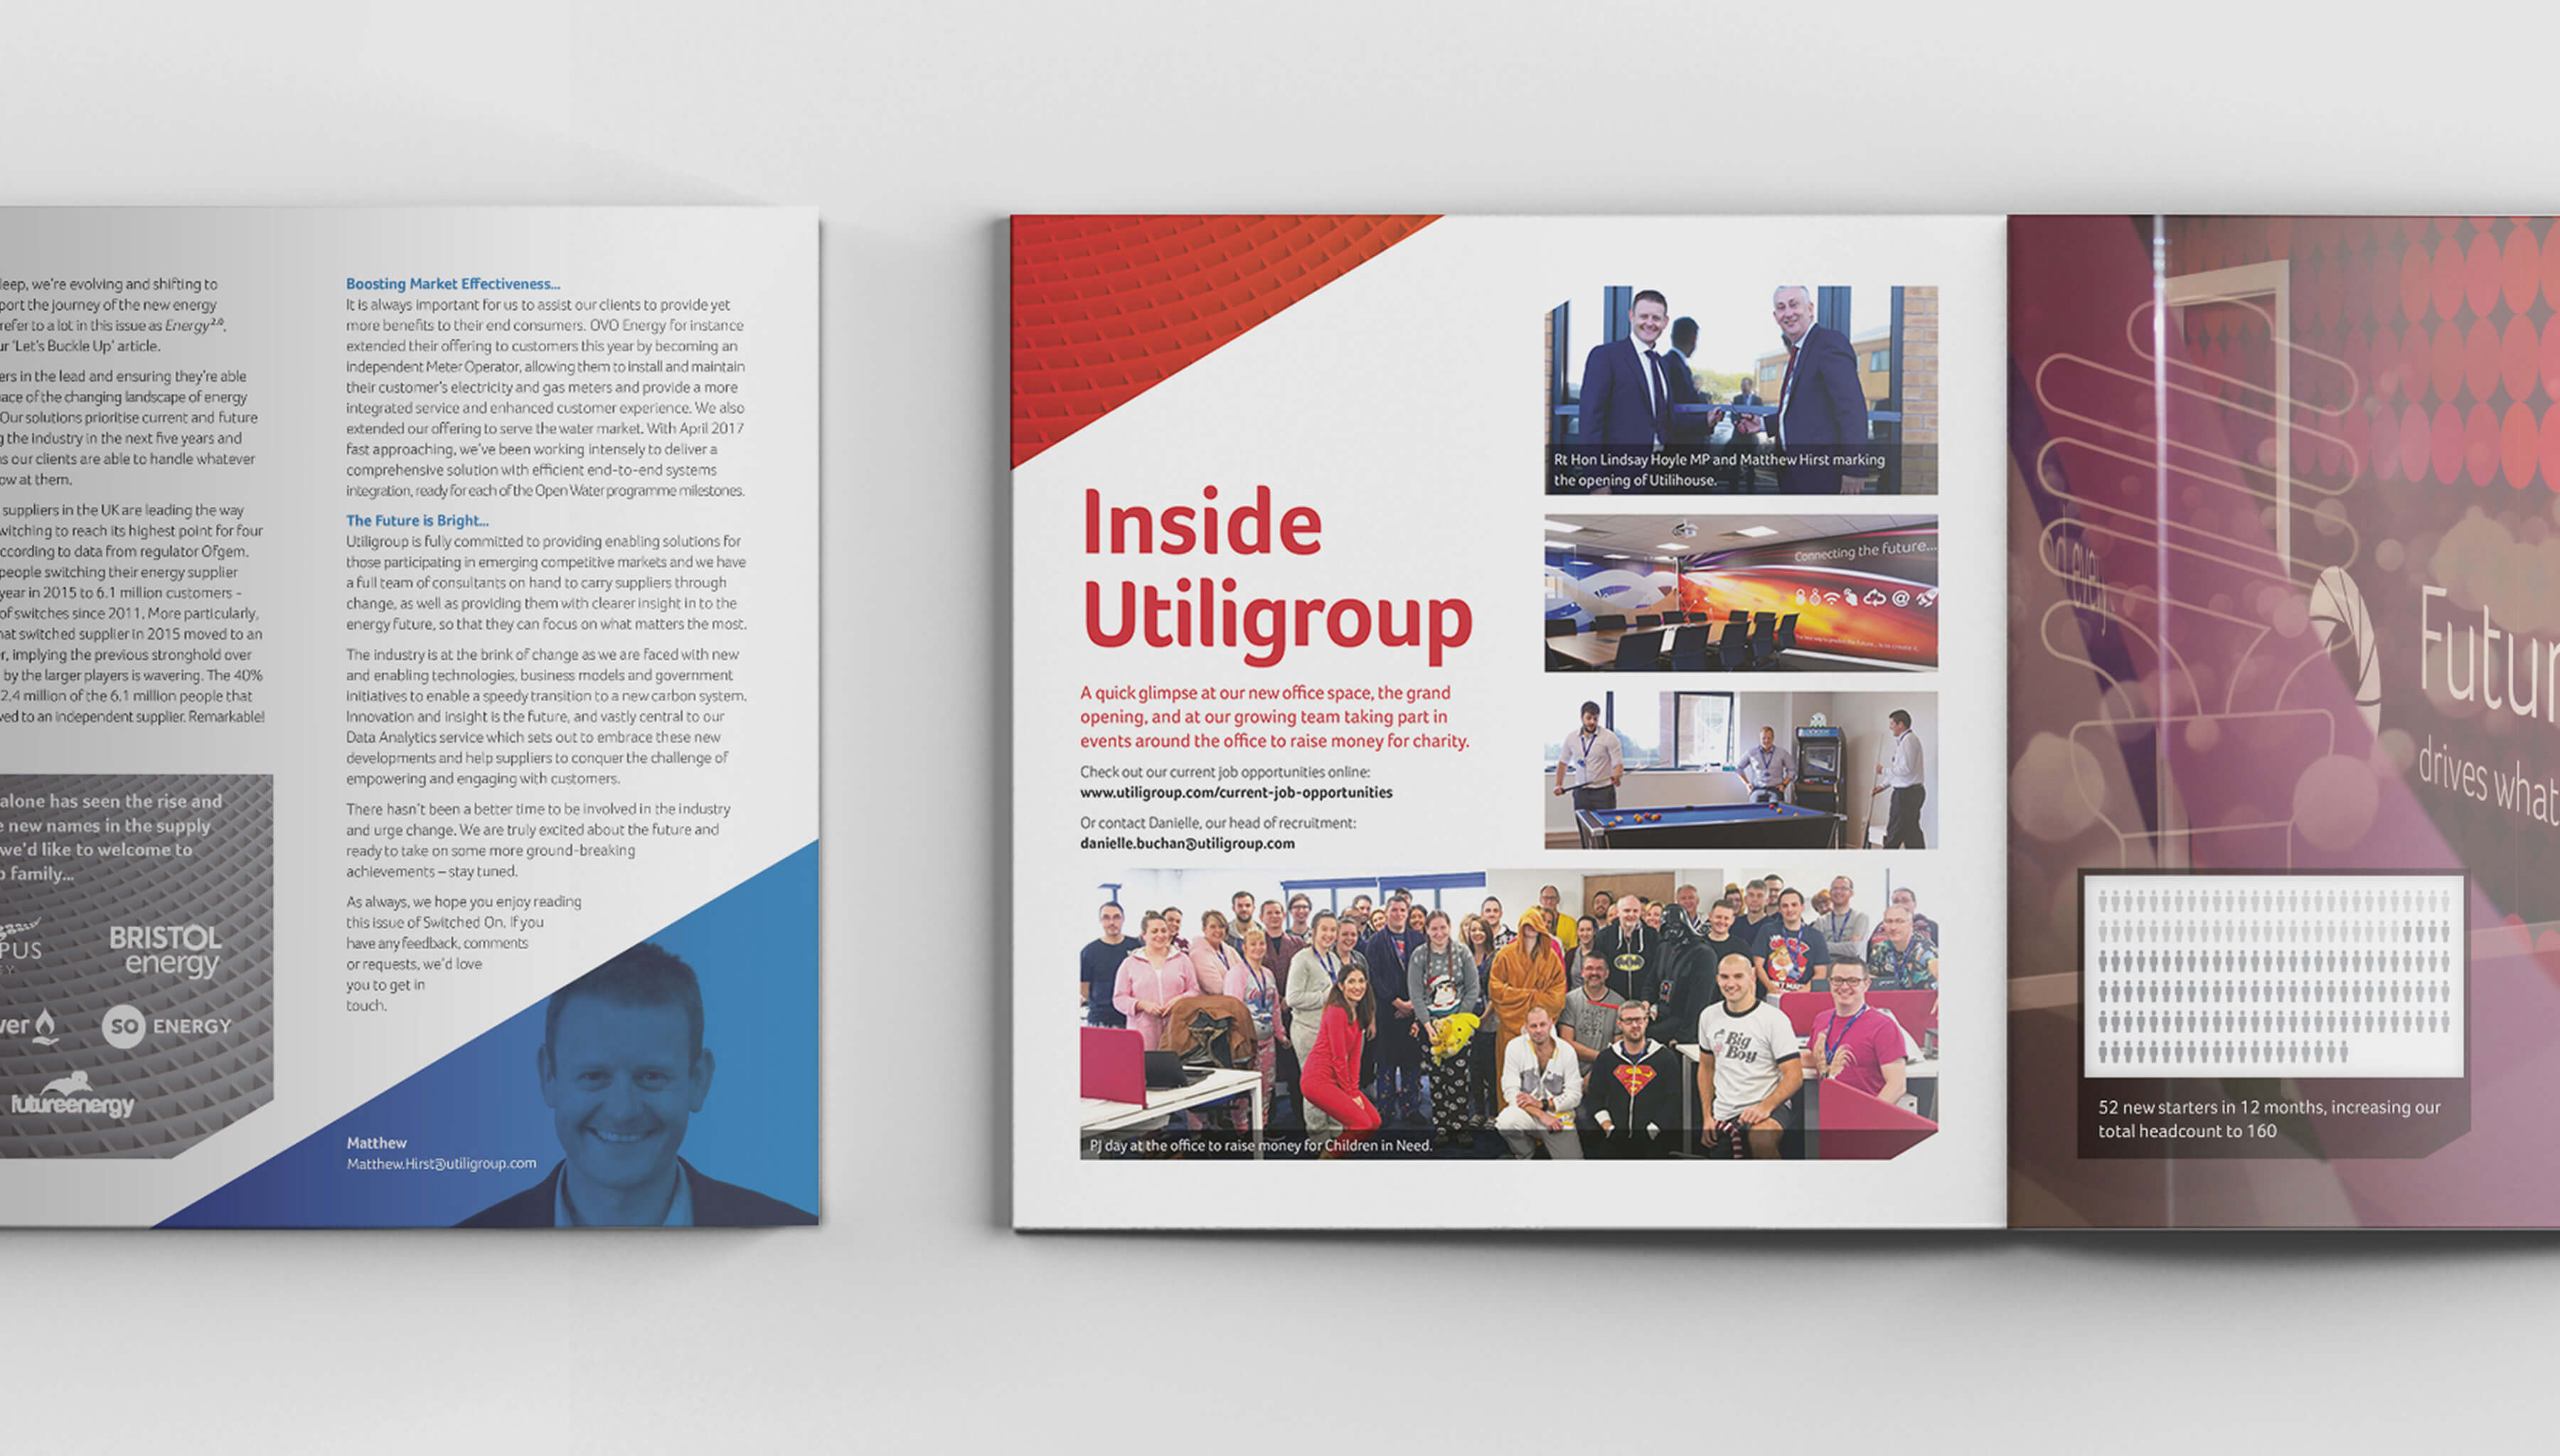 leep, we're evolving and shifting to
port the journey of the new energy
refer to a lot in this issue as Energy²·⁰,
ur 'Let's Buckle Up' article.
ers in the lead and ensuring they're able
ace of the changing landscape of energy
Our solutions prioritise current and future
g the industry in the next five years and
as our clients are able to handle whatever
ow at them.
suppliers in the UK are leading the way
witching to reach its highest point for four
ccording to data from regulator Ofgem.
people switching their energy supplier
year in 2015 to 6.1 million customers -
of switches since 2011. More particularly,
hat switched supplier in 2015 moved to an
r, implying the previous stronghold over
by the larger players is wavering. The 40%
2.4 million of the 6.1 million people that
ved to an independent supplier. Remarkable!
alone has seen the rise and
e new names in the supply
we'd like to welcome to
p family...
PUS
BRISTOL
energy
wer
SO ENERGY
futureenergy
Boosting Market Effectiveness...
It is always important for us to assist our clients to provide yet
more benefits to their end consumers. OVO Energy for instance
extended their offering to customers this year by becoming an
independent Meter Operator, allowing them to install and maintain
their customer's electricity and gas meters and provide a more
integrated service and enhanced customer experience. We also
extended our offering to serve the water market. With April 2017
fast approaching, we've been working intensely to deliver a
comprehensive solution with efficient end-to-end systems
integration, ready for each of the Open Water programme milestones.
The Future is Bright...
Utiligroup is fully committed to providing enabling solutions for
those participating in emerging competitive markets and we have
a full team of consultants on hand to carry suppliers through
change, as well as providing them with clearer insight in to the
energy future, so that they can focus on what matters the most.
The industry is at the brink of change as we are faced with new
and enabling technologies, business models and government
initiatives to enable a speedy transition to a new carbon system.
Innovation and insight is the future, and vastly central to our
Data Analytics service which sets out to embrace these new
developments and help suppliers to conquer the challenge of
empowering and engaging with customers.
There hasn't been a better time to be involved in the industry
and urge change. We are truly excited about the future and
ready to take on some more ground-breaking
achievements – stay tuned.
As always, we hope you enjoy reading
this issue of Switched On. If you
have any feedback, comments
or requests, we'd love
you to get in
touch.
Matthew
Matthew.Hirst@utiligroup.com
Inside
Utiligroup
A quick glimpse at our new office space, the grand
opening, and at our growing team taking part in
events around the office to raise money for charity.
Check out our current job opportunities online:
www.utiligroup.com/current-job-opportunities
Or contact Danielle, our head of recruitment:
danielle.buchan@utiligroup.com
Rt Hon Lindsay Hoyle MP and Matthew Hirst marking
the opening of Utilihouse.
Connecting the future...
Big
Boy
PJ day at the office to raise money for Children in Need.
Futur
drives what
52 new starters in 12 months, increasing our
total headcount to 160